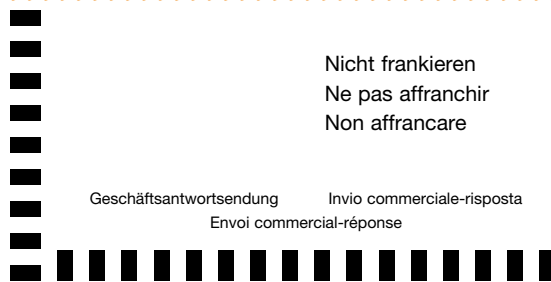 Nicht frankieren
Ne pas affranchir
Non affrancare
Geschäftsantwortsendung Invio commerciale-risposta
Envoi commercial-réponse